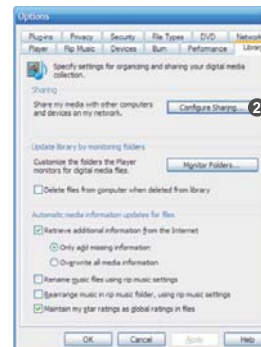 Options
Plug-ins Privacy Security File Types DVD Network
Player Rip Music Devices Burn Performance Library
Specify settings for organizing and sharing your digital media
collection.
Sharing
Share my media with other computers
and devices on my network.
Configure Sharing...
2
Update library by monitoring folders
Customize the folders the Player
monitors for digital media files.
Monitor Folders...
Delete files from computer when deleted from library
Automatic media information updates for files
Retrieve additional information from the Internet
Only add missing information
Overwrite all media information
Rename music files using rip music settings
Rearrange music in rip music folder, using rip music settings
Maintain my star ratings as global ratings in files
OK Cancel Apply Help